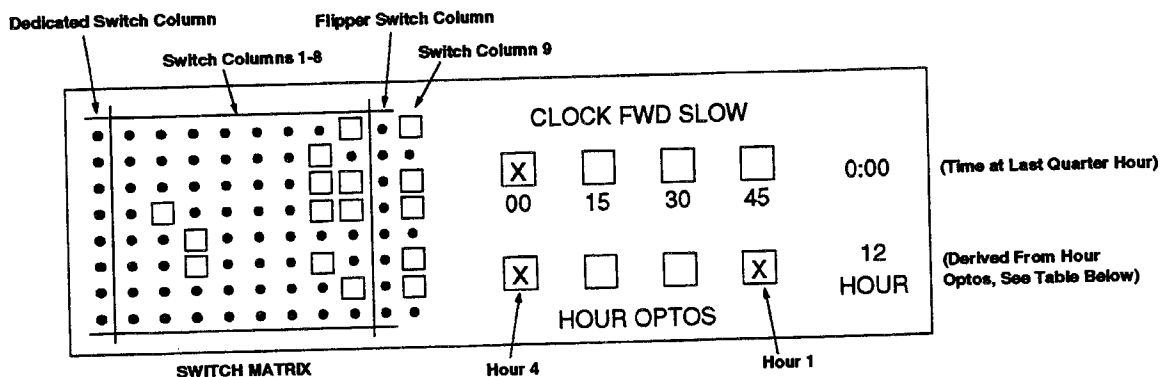 Dedicated Switch Column
Flipper Switch Column
Switch Columns 1-8
Switch Column 9
CLOCK FWD SLOW
X
00 15 30 45
0:00
(Time at Last Quarter Hour)
X X
12
HOUR
(Derived From Hour
Optos, See Table Below)
HOUR OPTOS
SWITCH MATRIX
Hour 4
Hour 1